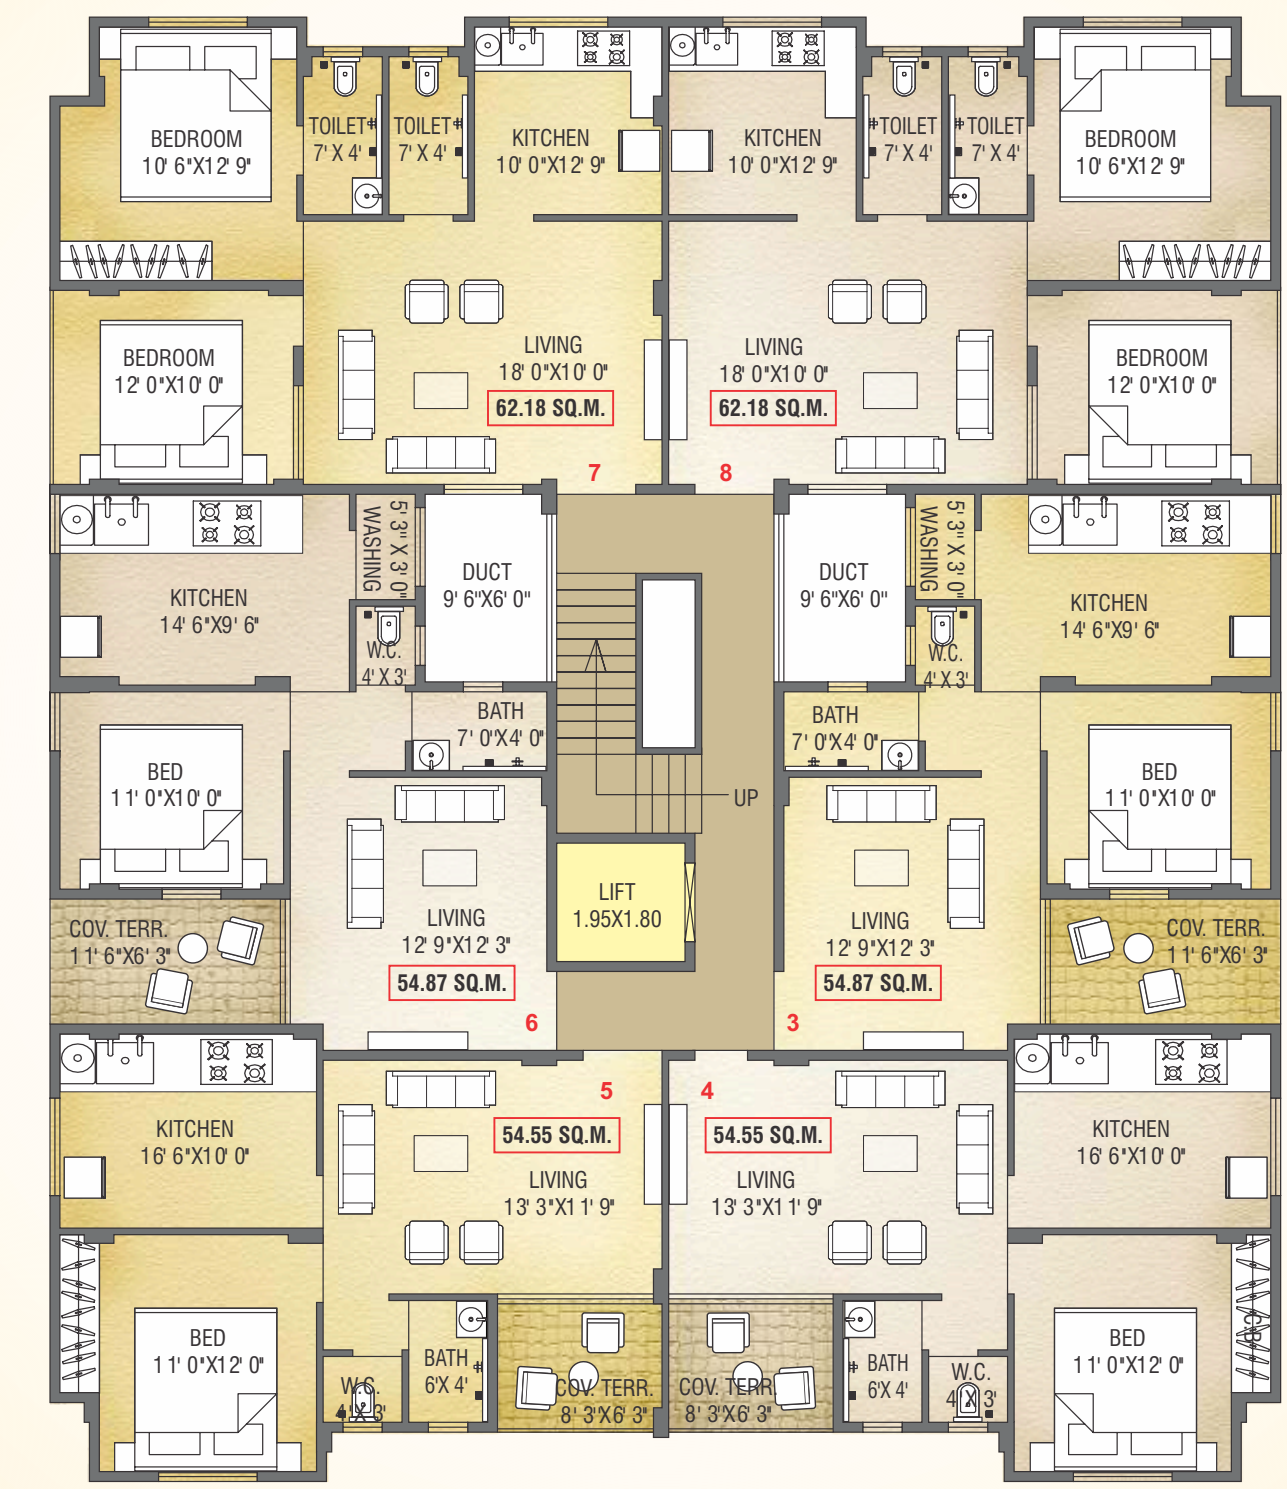 BEDROOM
10' 6"X12' 9"
TOILET
7' X 4'
TOILET
7' X 4'
KITCHEN
10' 0"X12' 9"
KITCHEN
10' 0"X12' 9"
TOILET
7' X 4'
TOILET
7' X 4'
BEDROOM
10' 6"X12' 9"
BEDROOM
12' 0"X10' 0"
LIVING
18' 0"X10' 0"
62.18 SQ.M.
7
LIVING
18' 0"X10' 0"
62.18 SQ.M.
8
BEDROOM
12' 0"X10' 0"
KITCHEN
14' 6"X9' 6"
WASHING
5' 3" X 3' 0"
W.C.
4' X 3'
DUCT
9' 6"X6' 0"
BATH
7' 0"X4' 0"
UP
DUCT
9' 6"X6' 0"
WASHING
5' 3" X 3' 0"
W.C.
4' X 3'
BATH
7' 0"X4' 0"
KITCHEN
14' 6"X9' 6"
BED
11' 0"X10' 0"
BED
11' 0"X10' 0"
COV. TERR.
11' 6"X6' 3"
LIVING
12' 9"X12' 3"
54.87 SQ.M.
6
LIFT
1.95X1.80
LIVING
12' 9"X12' 3"
54.87 SQ.M.
3
COV. TERR.
11' 6"X6' 3"
KITCHEN
16' 6"X10' 0"
5
54.55 SQ.M.
LIVING
13' 3"X11' 9"
4
54.55 SQ.M.
LIVING
13' 3"X11' 9"
KITCHEN
16' 6"X10' 0"
BED
11' 0"X12' 0"
W.C.
4' X 3'
BATH
6'X 4'
COV. TERR.
8' 3"X6' 3"
COV. TERR.
8' 3"X6' 3"
BATH
6'X 4'
W.C.
4' X 3'
BED
11' 0"X12' 0"
C.B.